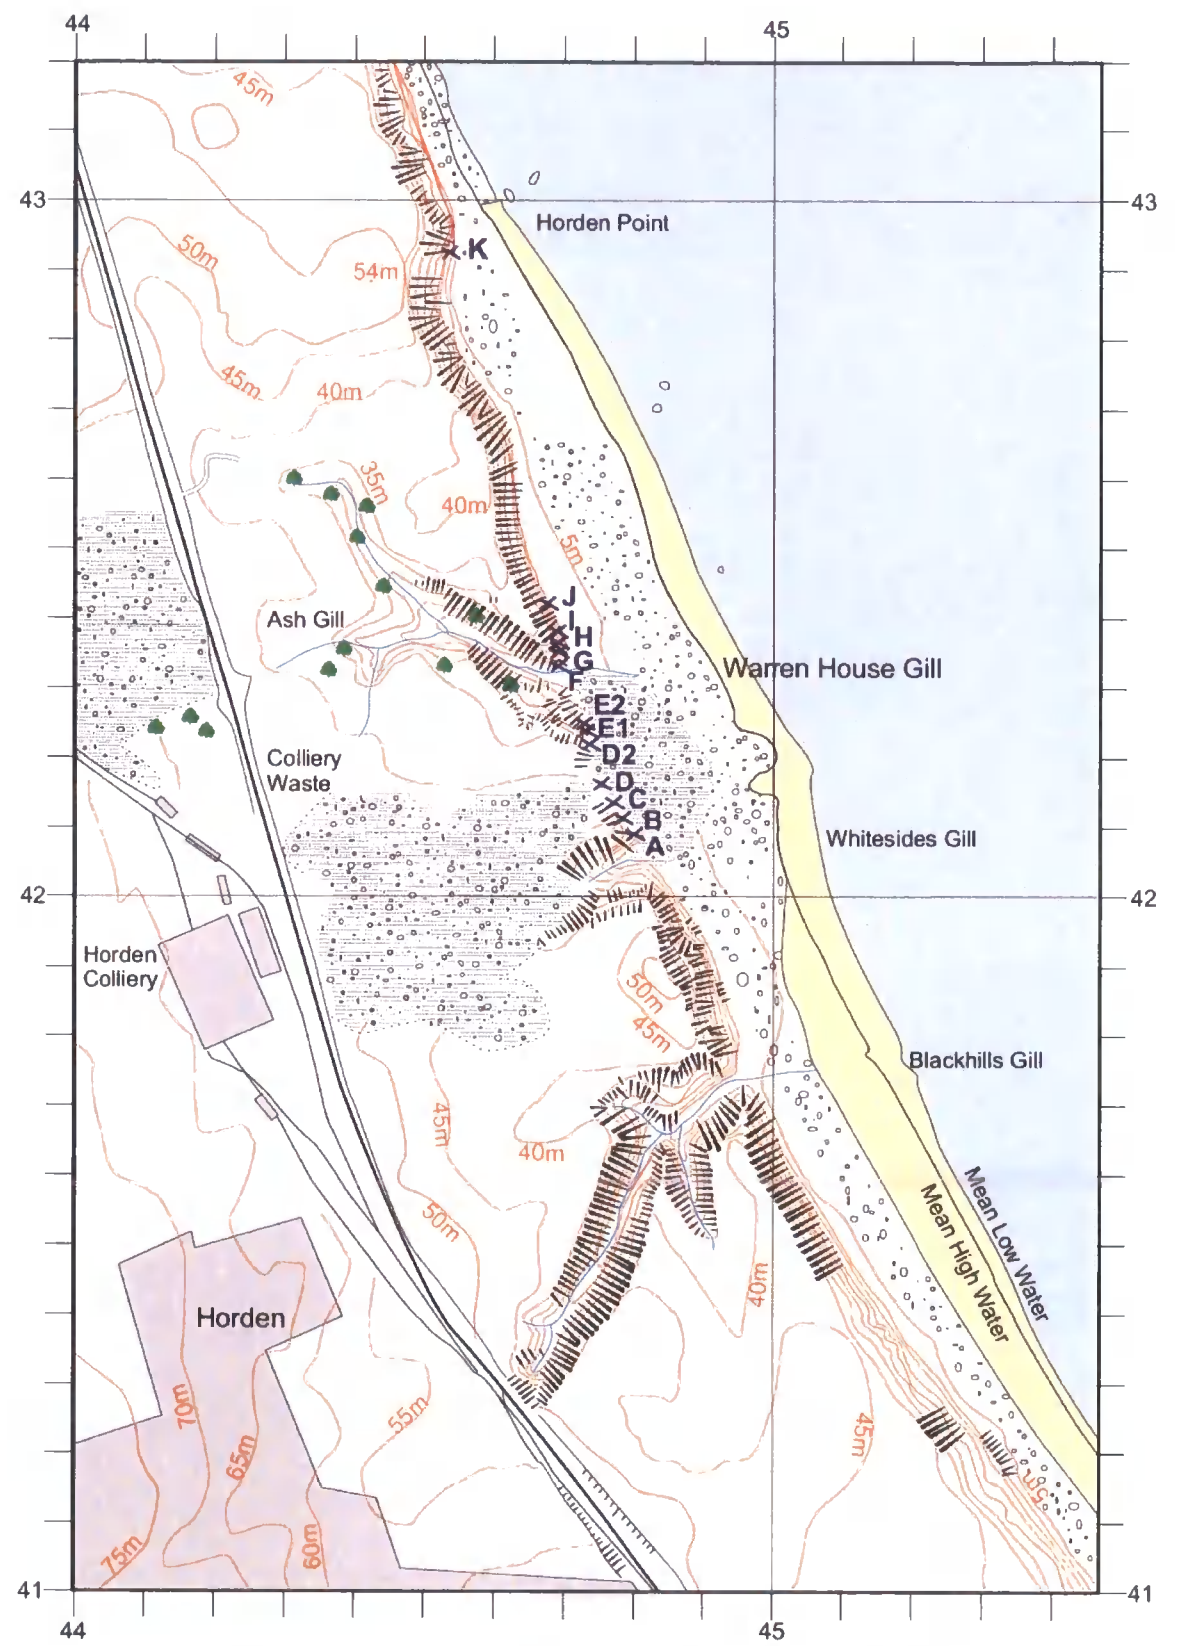 44
45
45m
43
43
Horden Point
K
50m
54m
45m
40m
35m
40m
5m
J
I
Ash Gill
H
G
Warren House Gill
F
E2
E1
D2
Colliery
Waste
D
C
B
Whitesides Gill
A
42
42
Horden
Colliery
50m
45m
Blackhills Gill
45m
40m
Mean Low Water
Mean High Water
50m
40m
Horden
70m
55m
45m
65m
5m
75m
60m
41
41
44
45